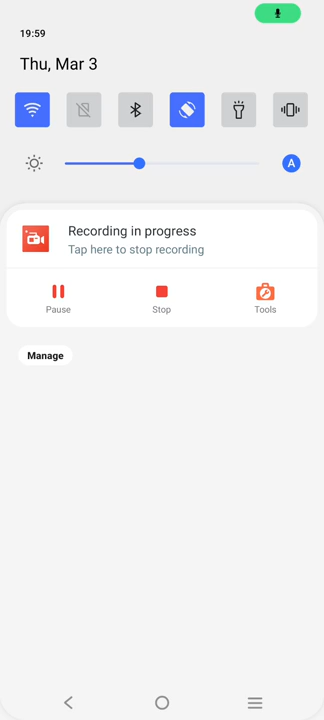 19:59
Thu, Mar 3
A
Recording in progress
Tap here to stop recording
Pause
Stop
Tools
Manage